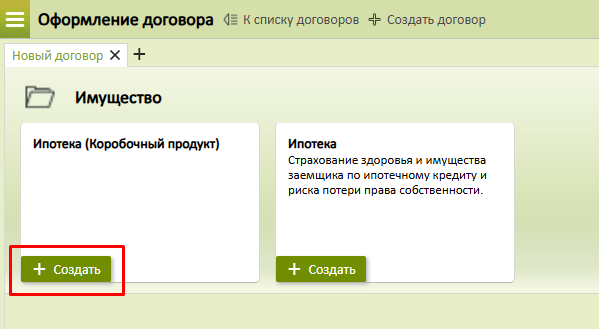 Оформление договора К списку договоров Создать договор
Новый договор
Имущество
Ипотека (Коробочный продукт)
Создать
Ипотека
Страхование здоровья и имущества
заемщика по ипотечному кредиту и
риска потери права собственности.
Создать